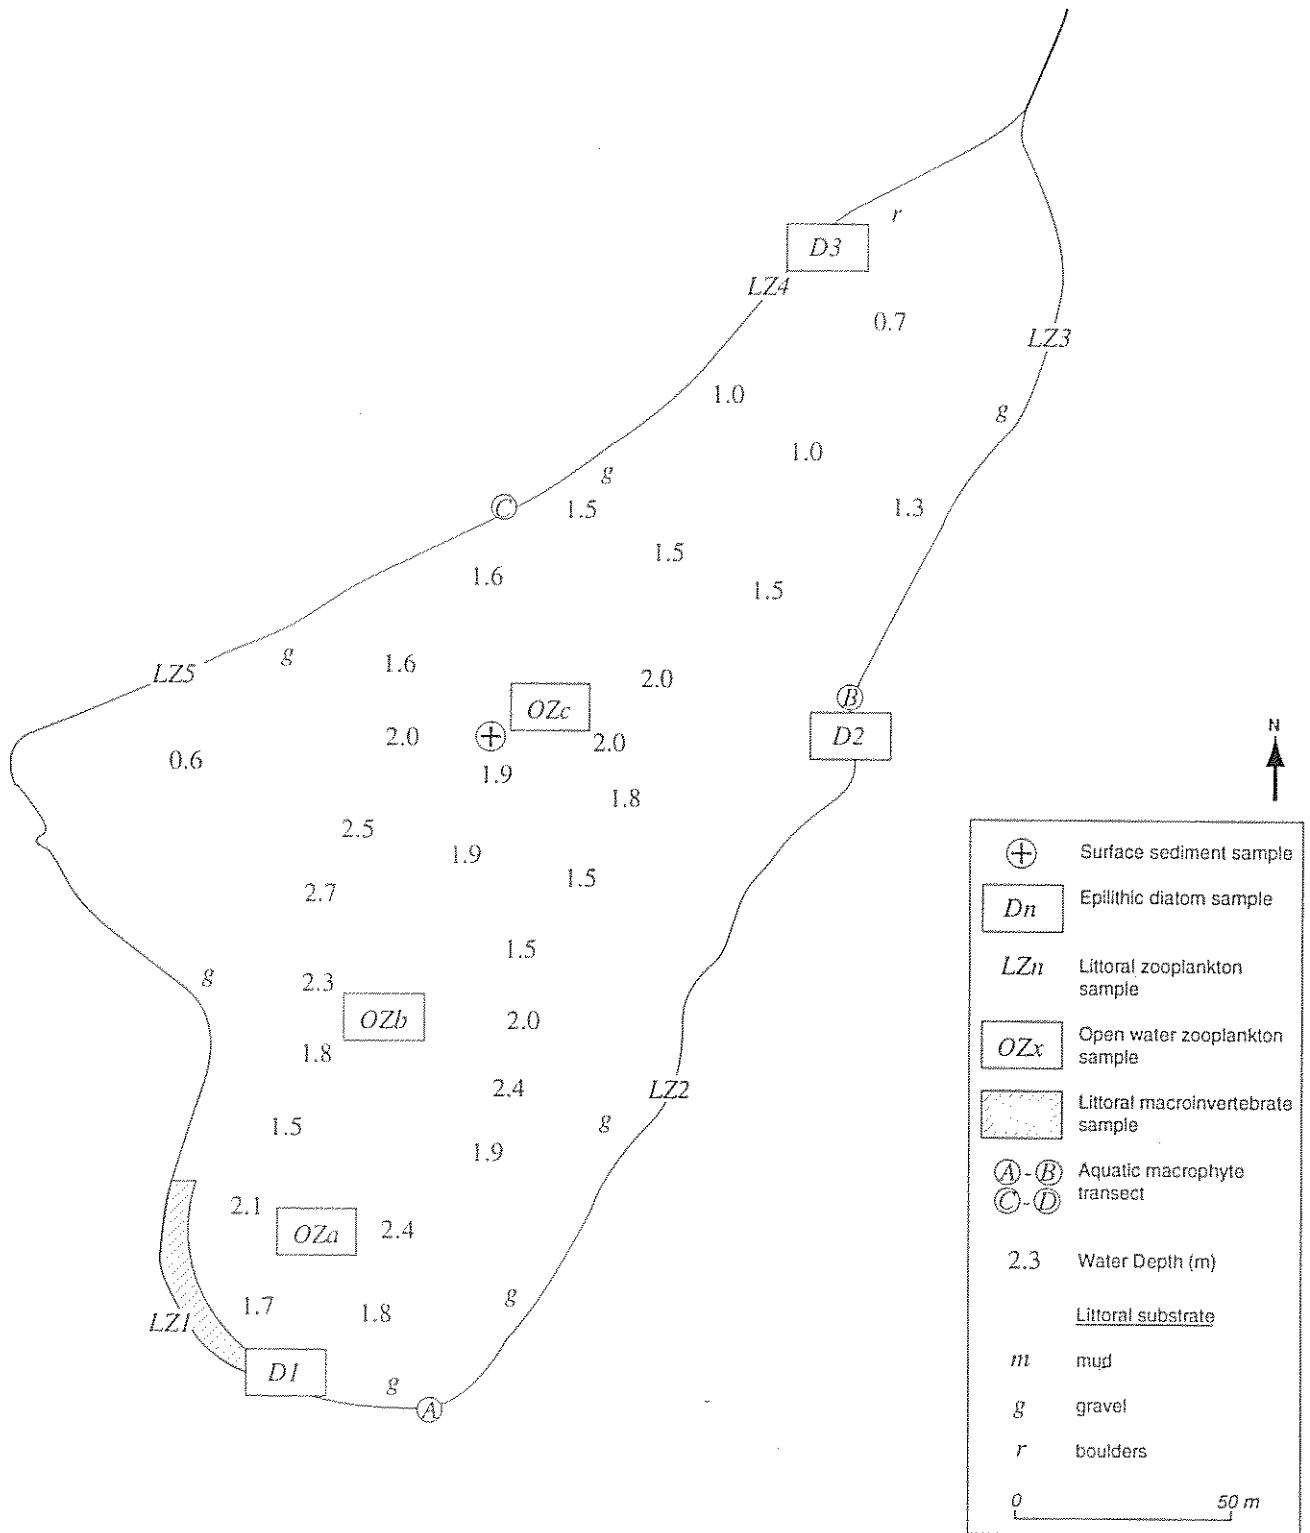 r
D3
LZ4
0.7
LZ3
1.0
g
1.0
g
C
1.5
1.3
1.5
1.6
1.5
g
1.6
LZ5
2.0
B
OZc
2.0
2.0
D2
N
0.6
1.9
1.8
2.5
1.9
1.5
2.7
1.5
g
2.3
OZb
2.0
1.8
2.4
LZ2
g
1.5
1.9
2.1
OZa
2.4
g
1.7
1.8
LZ1
D1
g
A
Surface sediment sample
Dn Epilithic diatom sample
LZn Littoral zooplankton
sample
OZx Open water zooplankton
sample
Littoral macroinvertebrate
sample
A-B Aquatic macrophyte
C-D transect
2.3 Water Depth (m)
Littoral substrate
m mud
g gravel
r boulders
0 50 m